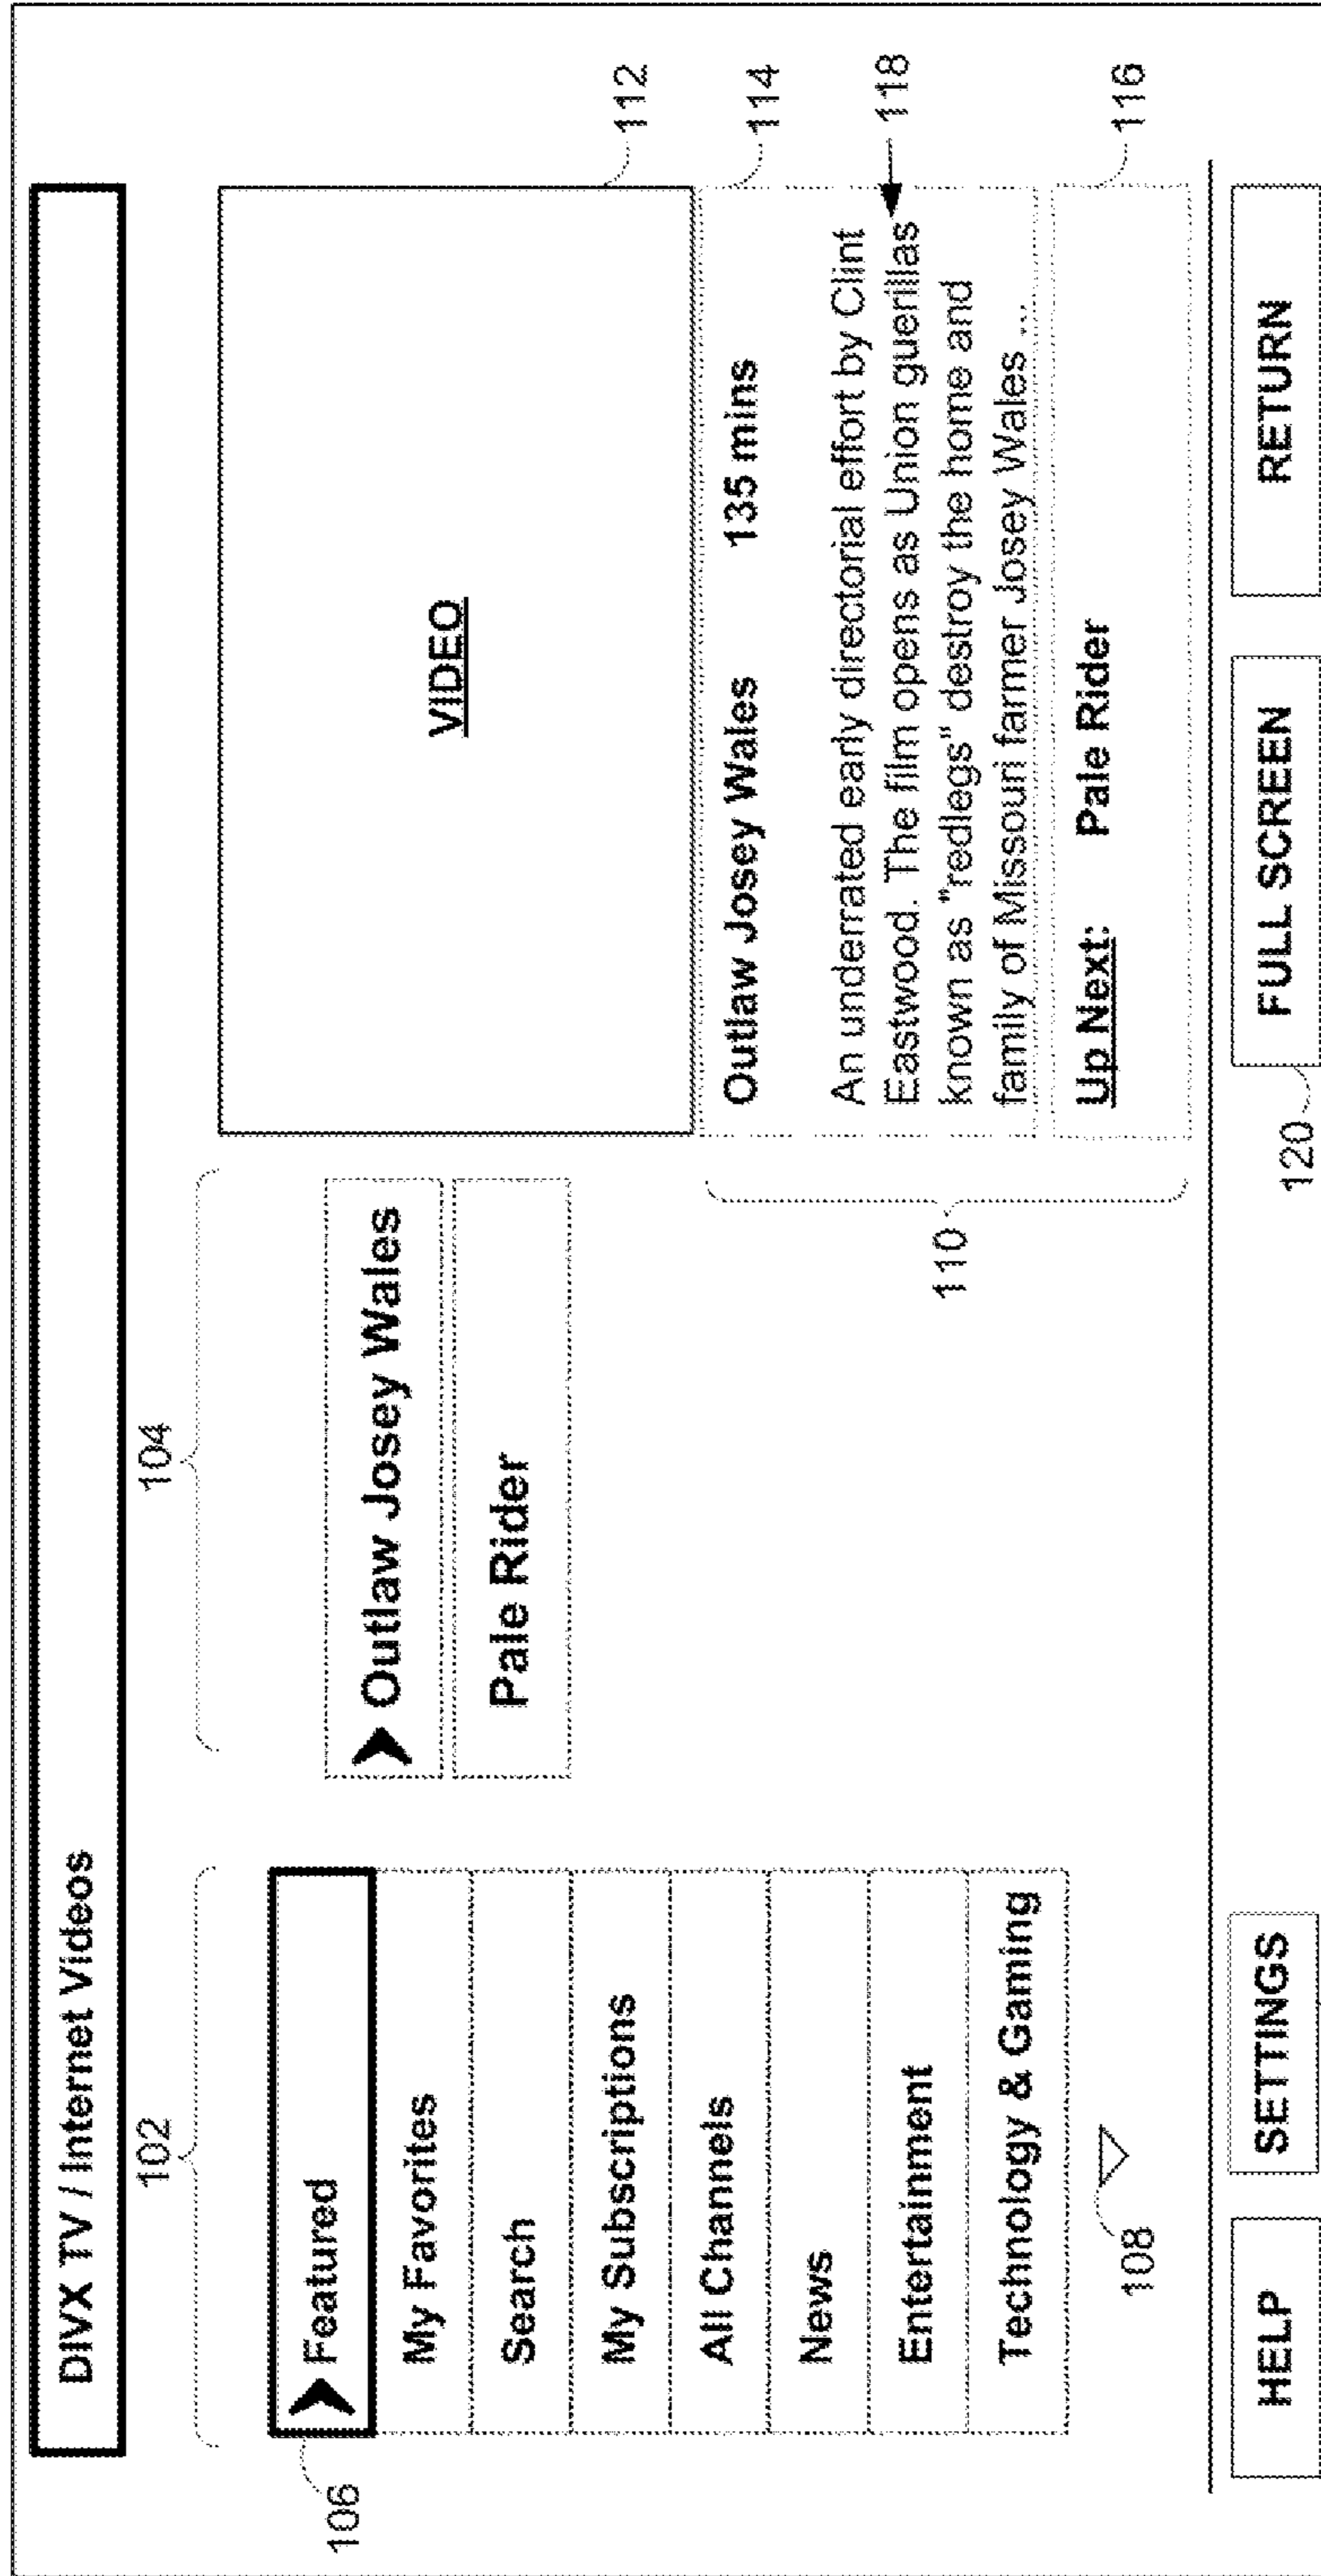 DIVX TV / Internet Videos
102
104
106
Featured
My Favorites
Search
My Subscriptions
All Channels
News
Entertainment
Technology & Gaming
108
Outlaw Josey Wales
Pale Rider
VIDEO
112
Outlaw Josey Wales 135 mins
114
An underrated early directorial effort by Clint
Eastwood. The film opens as Union guerillas
known as "redlegs" destroy the home and
family of Missouri farmer Josey Wales ...
118
110
Up Next: Pale Rider
116
HELP
SETTINGS
FULL SCREEN
RETURN
120